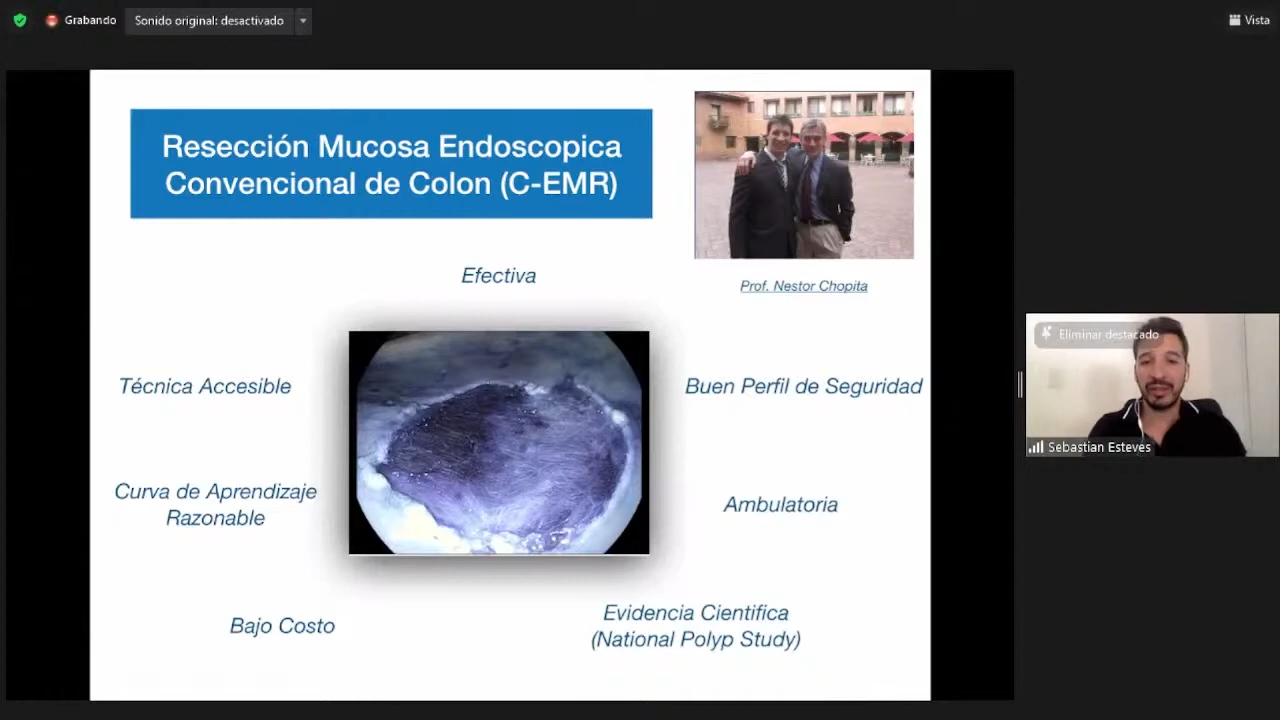 Grabando
Sonido original: desactivado
Vista
Resección Mucosa Endoscopica
Convencional de Colon (C-EMR)
Prof. Nestor Chopita
Efectiva
Técnica Accesible
Buen Perfil de Seguridad
Curva de Aprendizaje
Razonable
Ambulatoria
Bajo Costo
Evidencia Cientifica
(National Polyp Study)
Eliminar destacado
Sebastian Esteves